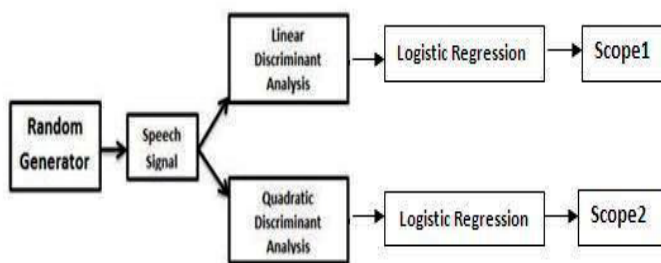 Random
Generator
Speech
Signal
Linear
Discriminant
Analysis
Logistic Regression
Scope1
Quadratic
Discriminant
Analysis
Logistic Regression
Scope2